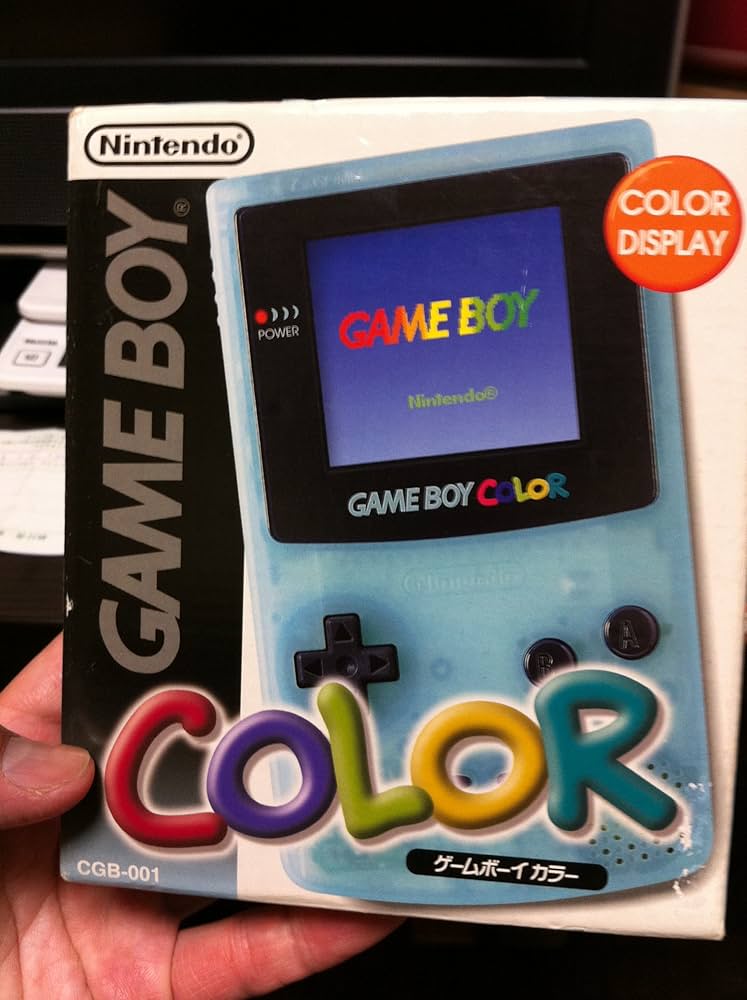 Nintendo®
GAME BOY®
COLOR
DISPLAY
POWER
GAME BOY
Nintendo®
GAME BOY COLOR
Nintendo
A
B
COLOR
ゲームボーイカラー
CGB-001